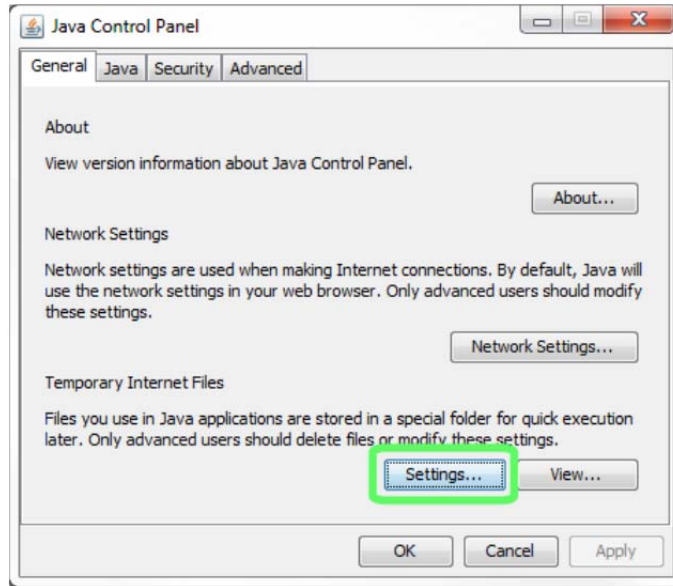 Java Control Panel
General Java Security Advanced
About
View version information about Java Control Panel.
About...
Network Settings
Network settings are used when making Internet connections. By default, Java will
use the network settings in your web browser. Only advanced users should modify
these settings.
Network Settings...
Temporary Internet Files
Files you use in Java applications are stored in a special folder for quick execution
later. Only advanced users should delete files or modify these settings.
Settings... View...
OK Cancel Apply